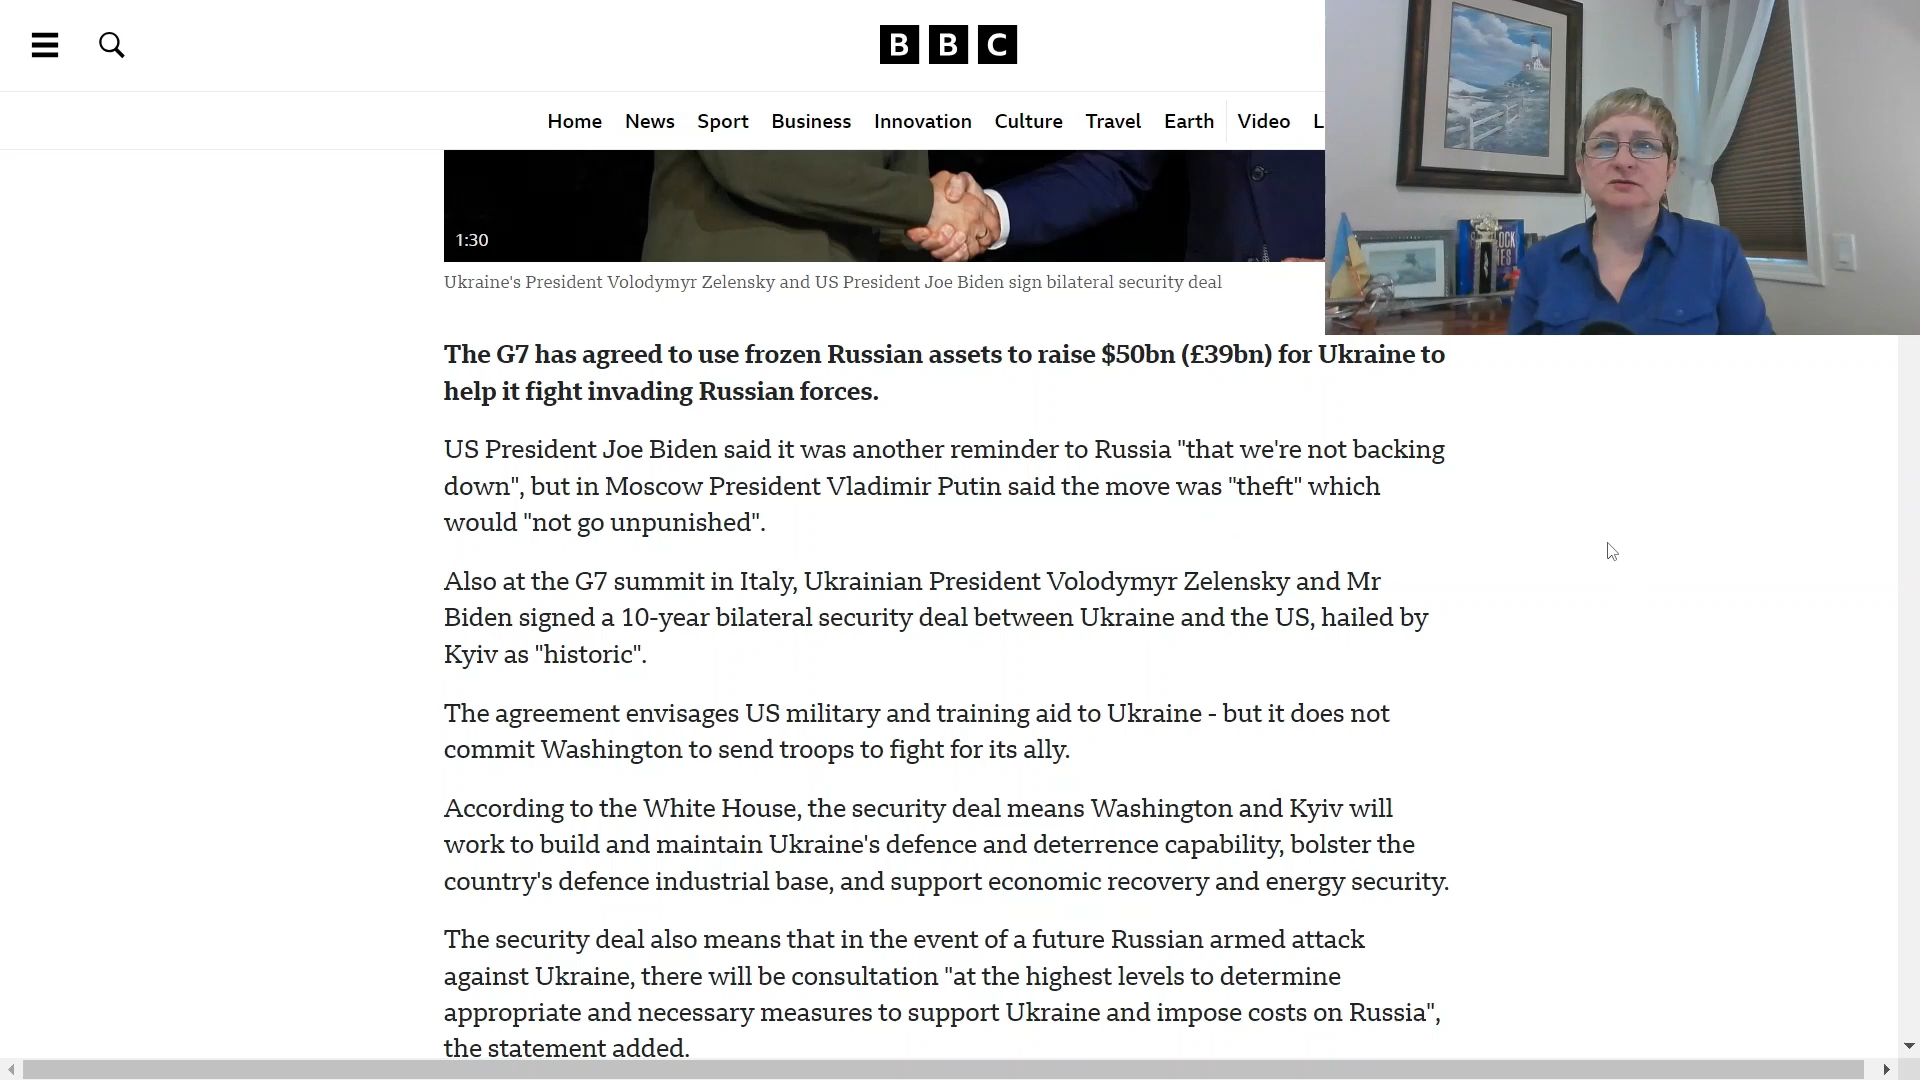 BBC
Home News Sport Business Innovation Culture Travel Earth Video L
1:30
Ukraine's President Volodymyr Zelensky and US President Joe Biden sign bilateral security deal
The G7 has agreed to use frozen Russian assets to raise $50bn (£39bn) for Ukraine to
help it fight invading Russian forces.
US President Joe Biden said it was another reminder to Russia "that we're not backing
down", but in Moscow President Vladimir Putin said the move was "theft" which
would "not go unpunished".
Also at the G7 summit in Italy, Ukrainian President Volodymyr Zelensky and Mr
Biden signed a 10-year bilateral security deal between Ukraine and the US, hailed by
Kyiv as "historic".
The agreement envisages US military and training aid to Ukraine - but it does not
commit Washington to send troops to fight for its ally.
According to the White House, the security deal means Washington and Kyiv will
work to build and maintain Ukraine's defence and deterrence capability, bolster the
country's defence industrial base, and support economic recovery and energy security.
The security deal also means that in the event of a future Russian armed attack
against Ukraine, there will be consultation "at the highest levels to determine
appropriate and necessary measures to support Ukraine and impose costs on Russia",
the statement added.